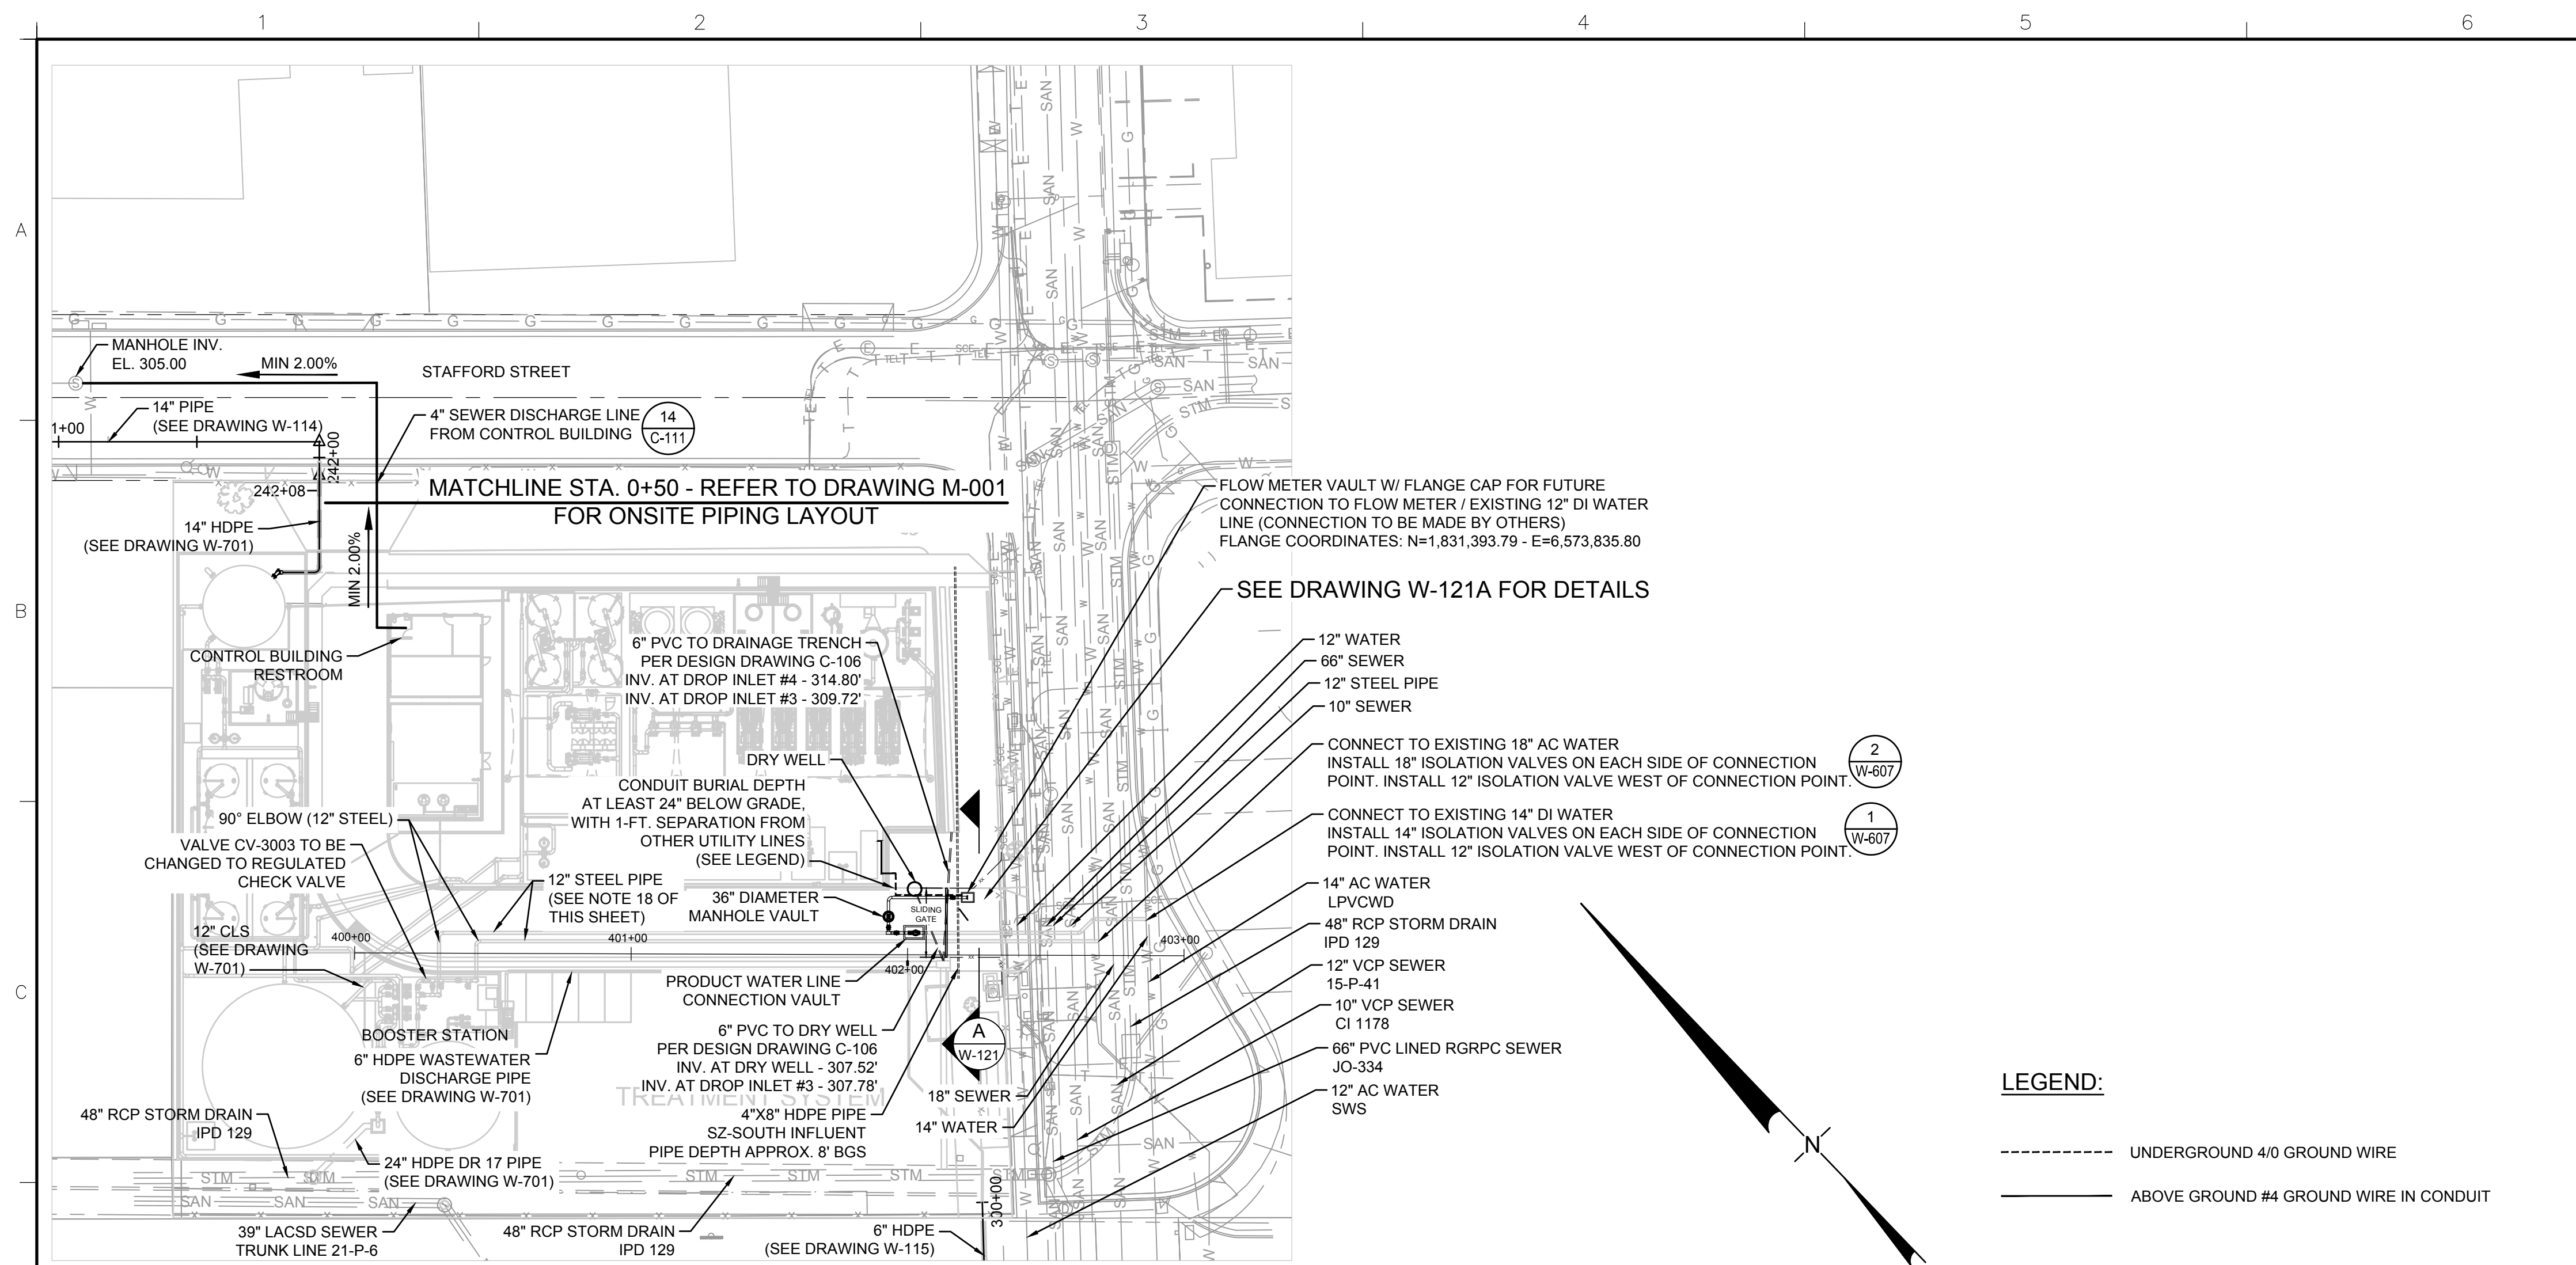 1 2 3 4 5 6
A
B
C
MANHOLE INV.
EL. 305.00
MIN 2.00%
STAFFORD STREET
14" PIPE
(SEE DRAWING W-114)
1+00
242+00
242+08
4" SEWER DISCHARGE LINE
FROM CONTROL BUILDING
14
C-111
MATCHLINE STA. 0+50 - REFER TO DRAWING M-001
FOR ONSITE PIPING LAYOUT
14" HDPE
(SEE DRAWING W-701)
MIN 2.00%
FLOW METER VAULT W/ FLANGE CAP FOR FUTURE
CONNECTION TO FLOW METER / EXISTING 12" DI WATER
LINE (CONNECTION TO BE MADE BY OTHERS)
FLANGE COORDINATES: N=1,831,393.79 - E=6,573,835.80
SEE DRAWING W-121A FOR DETAILS
CONTROL BUILDING
RESTROOM
6" PVC TO DRAINAGE TRENCH
PER DESIGN DRAWING C-106
INV. AT DROP INLET #4 - 314.80'
INV. AT DROP INLET #3 - 309.72'
12" WATER
66" SEWER
12" STEEL PIPE
10" SEWER
CONNECT TO EXISTING 18" AC WATER
INSTALL 18" ISOLATION VALVES ON EACH SIDE OF CONNECTION
POINT. INSTALL 12" ISOLATION VALVE WEST OF CONNECTION POINT.
2
W-607
CONNECT TO EXISTING 14" DI WATER
INSTALL 14" ISOLATION VALVES ON EACH SIDE OF CONNECTION
POINT. INSTALL 12" ISOLATION VALVE WEST OF CONNECTION POINT.
1
W-607
DRY WELL
CONDUIT BURIAL DEPTH
AT LEAST 24" BELOW GRADE,
WITH 1-FT. SEPARATION FROM
OTHER UTILITY LINES
(SEE LEGEND)
90° ELBOW (12" STEEL)
VALVE CV-3003 TO BE
CHANGED TO REGULATED
CHECK VALVE
12" STEEL PIPE
(SEE NOTE 18 OF
THIS SHEET)
36" DIAMETER
MANHOLE VAULT
SLIDING
GATE
12" CLS
(SEE DRAWING
W-701)
400+00
401+00
402+00
403+00
PRODUCT WATER LINE
CONNECTION VAULT
14" AC WATER
LPVCWD
48" RCP STORM DRAIN
IPD 129
12" VCP SEWER
15-P-41
10" VCP SEWER
CI 1178
66" PVC LINED RGRPC SEWER
JO-334
12" AC WATER
SWS
BOOSTER STATION
6" HDPE WASTEWATER
DISCHARGE PIPE
(SEE DRAWING W-701)
6" PVC TO DRY WELL
PER DESIGN DRAWING C-106
INV. AT DRY WELL - 307.52'
INV. AT DROP INLET #3 - 307.78'
TREATMENT SYSTEM
A
W-121
18" SEWER
14" WATER
4"X8" HDPE PIPE
SZ-SOUTH INFLUENT
PIPE DEPTH APPROX. 8' BGS
48" RCP STORM DRAIN
IPD 129
24" HDPE DR 17 PIPE
(SEE DRAWING W-701)
39" LACSD SEWER
TRUNK LINE 21-P-6
48" RCP STORM DRAIN
IPD 129
300+00
6" HDPE
(SEE DRAWING W-115)
N
LEGEND:
UNDERGROUND 4/0 GROUND WIRE
ABOVE GROUND #4 GROUND WIRE IN CONDUIT